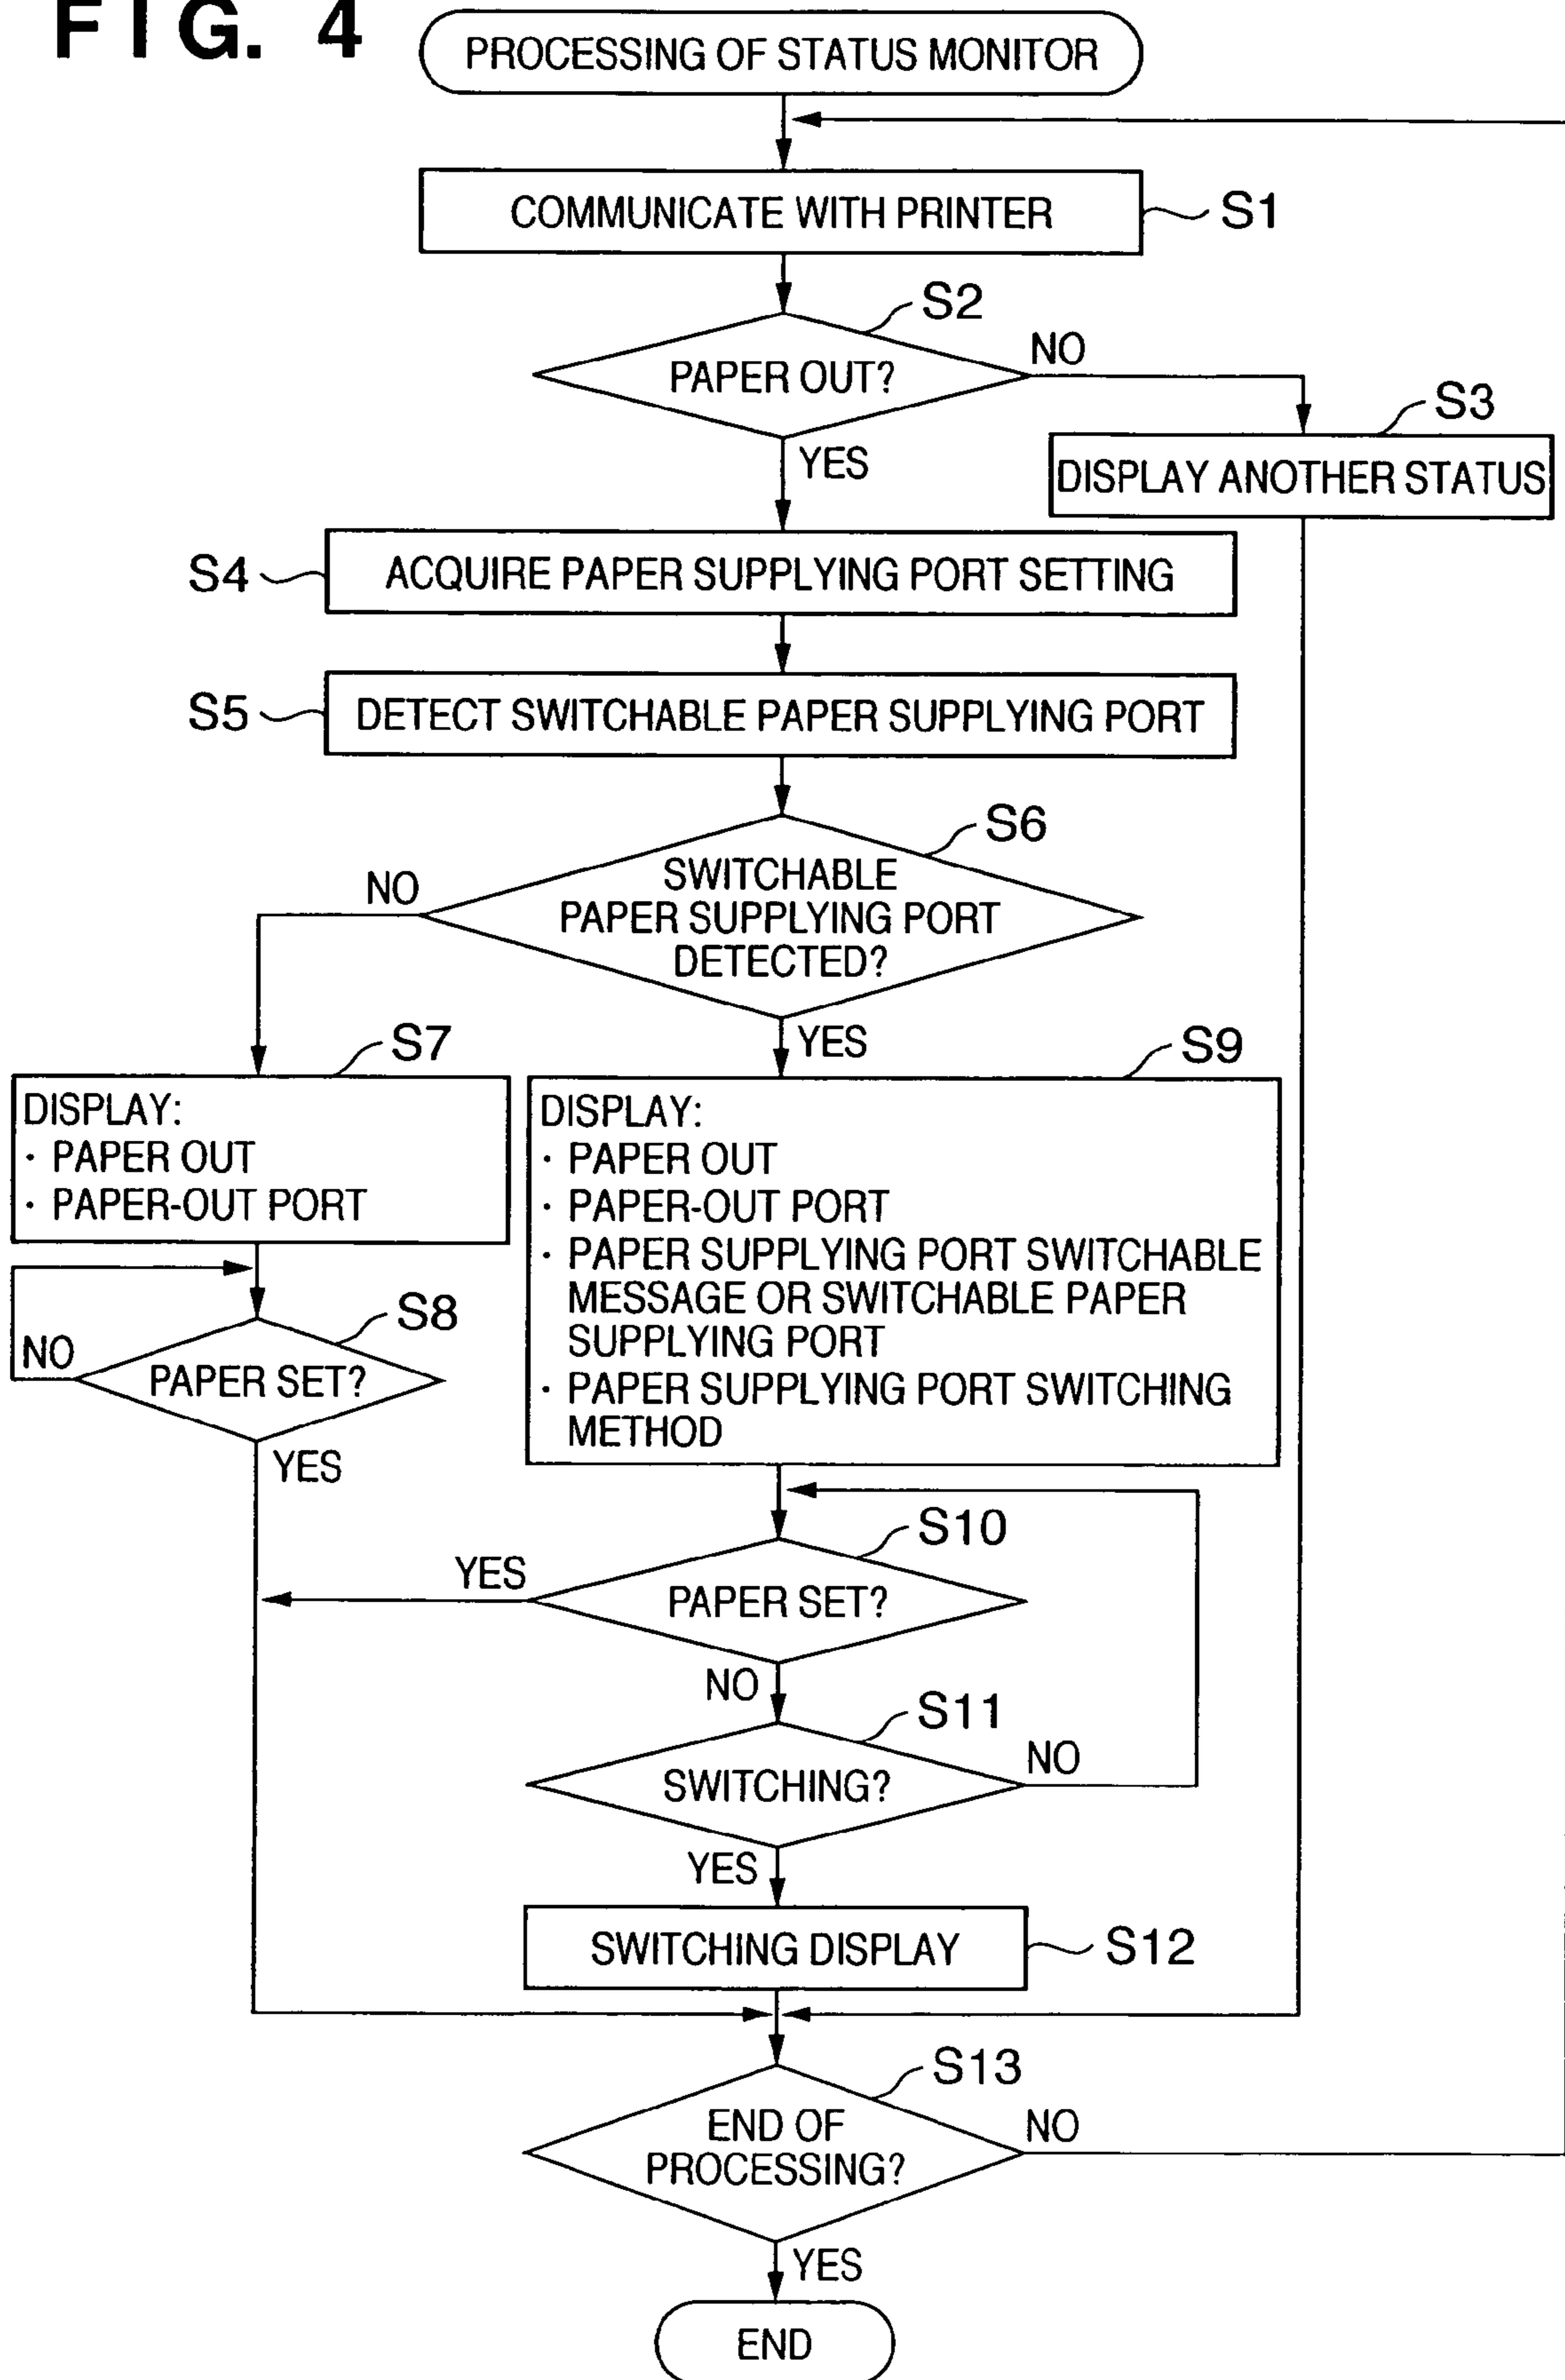 FIG. 4
PROCESSING OF STATUS MONITOR
COMMUNICATE WITH PRINTER
S1
S2
PAPER OUT?
NO
YES
S3
DISPLAY ANOTHER STATUS
S4
ACQUIRE PAPER SUPPLYING PORT SETTING
S5
DETECT SWITCHABLE PAPER SUPPLYING PORT
S6
SWITCHABLE
PAPER SUPPLYING PORT
DETECTED?
NO
YES
S7
DISPLAY:
· PAPER OUT
· PAPER-OUT PORT
S8
PAPER SET?
NO
YES
S9
DISPLAY:
· PAPER OUT
· PAPER-OUT PORT
· PAPER SUPPLYING PORT SWITCHABLE
MESSAGE OR SWITCHABLE PAPER
SUPPLYING PORT
· PAPER SUPPLYING PORT SWITCHING
METHOD
S10
PAPER SET?
YES
NO
S11
SWITCHING?
NO
YES
SWITCHING DISPLAY
S12
S13
END OF
PROCESSING?
NO
YES
END